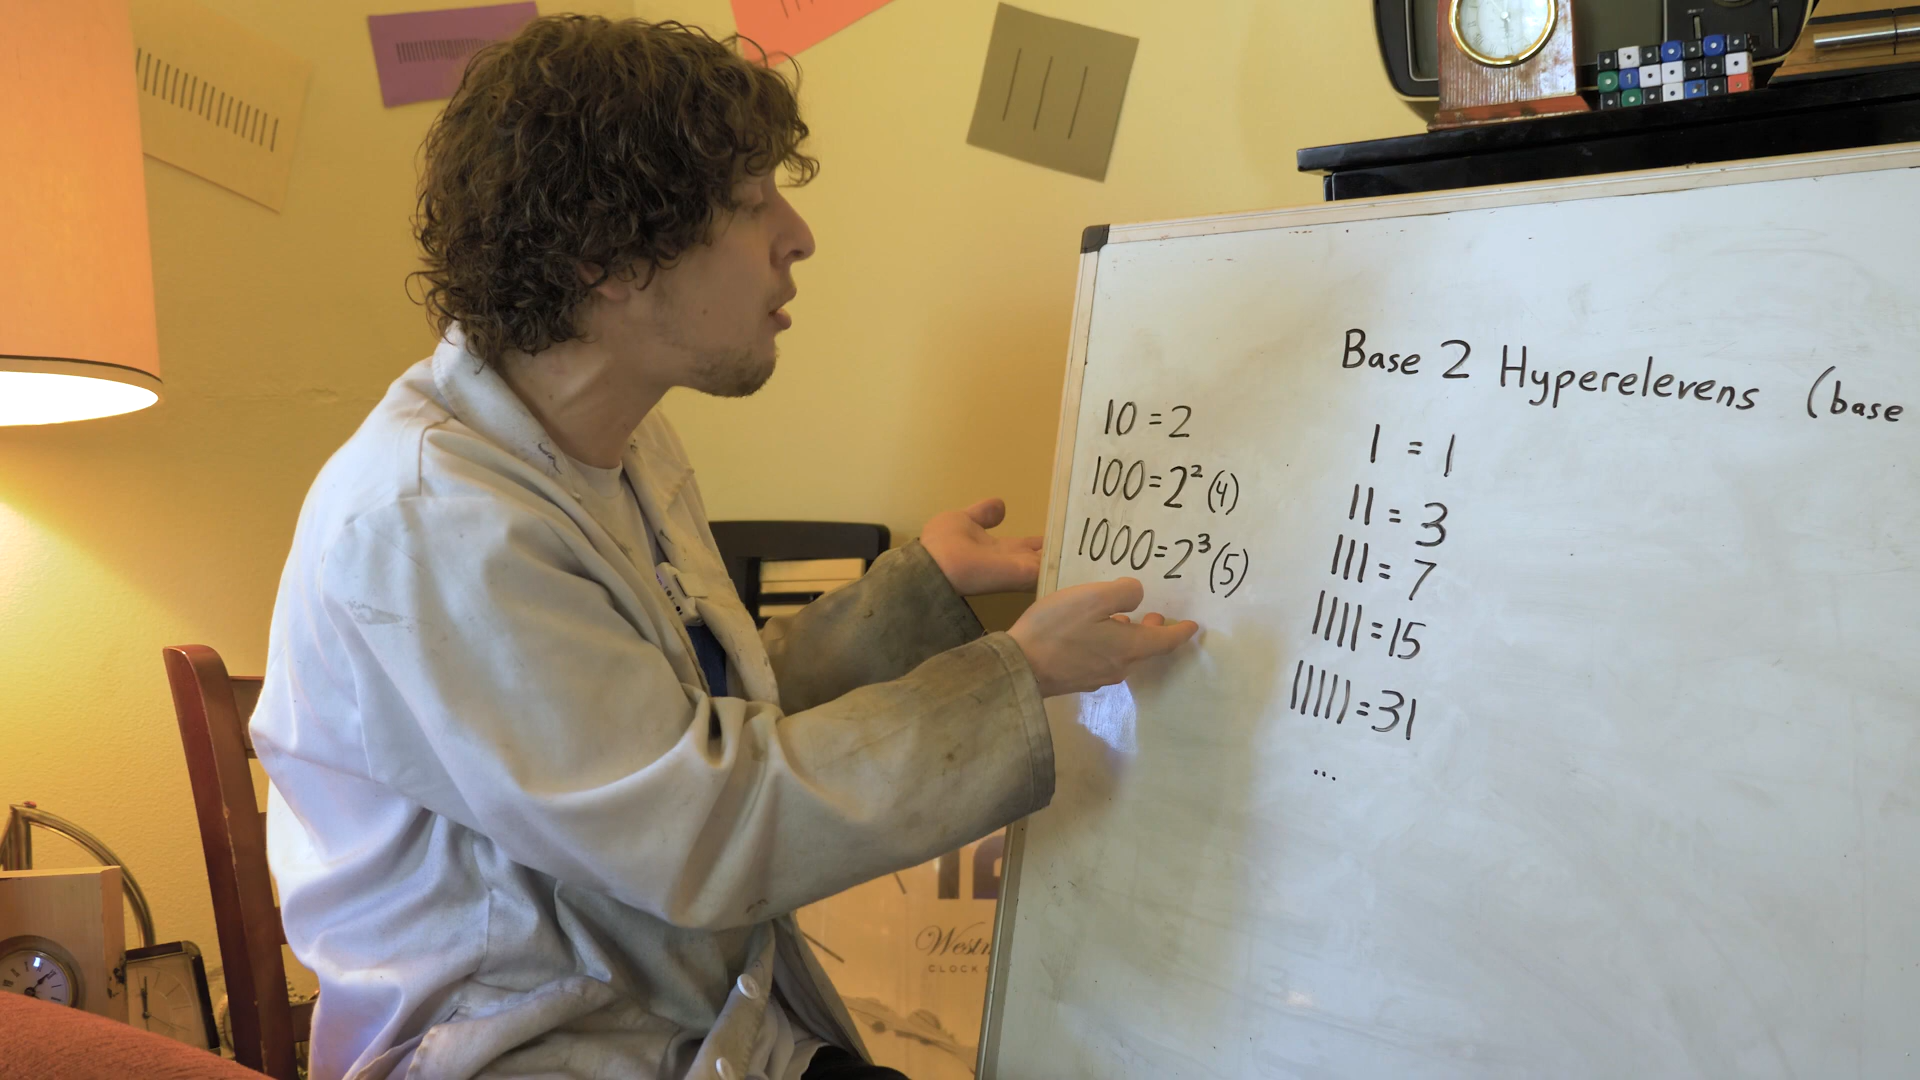 Base 2 Hyperelevens (base
10 = 2
100 = 2² (4)
1000 = 2³ (5)
1 = 1
11 = 3
111 = 7
1111 = 15
11111 = 31
...
CLOCK